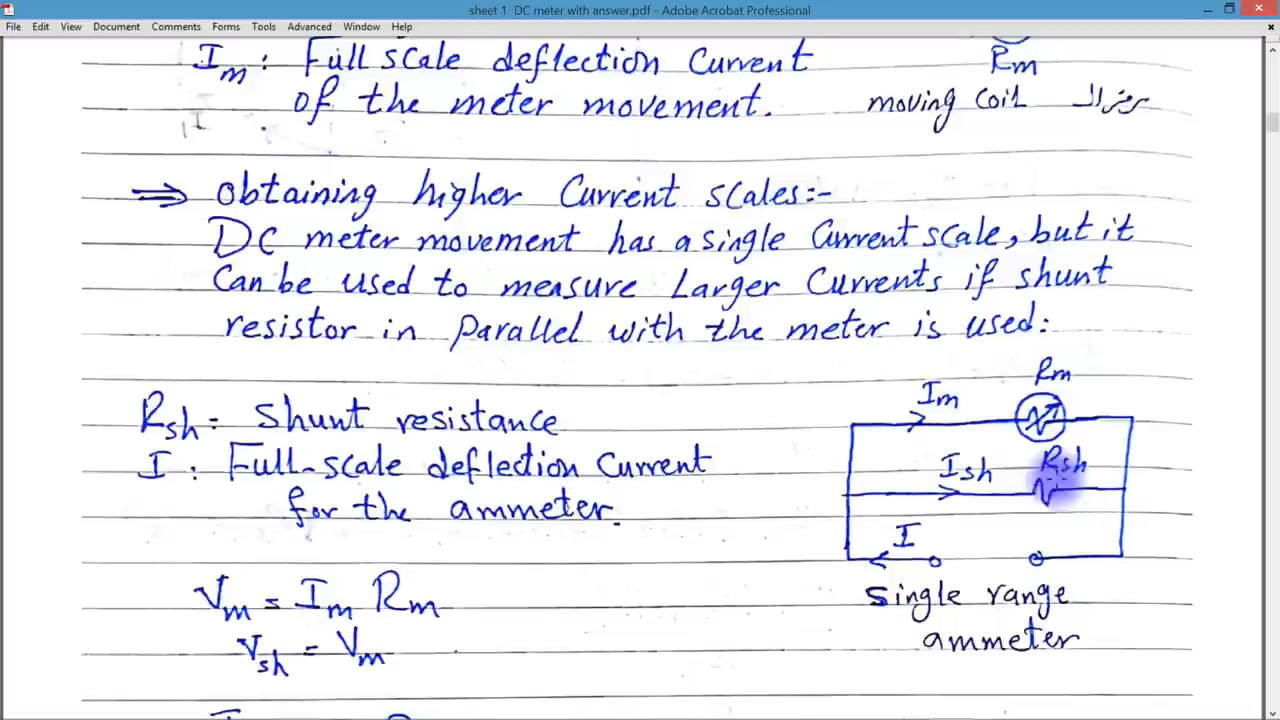 sheet 1 DC meter with answer.pdf - Adobe Acrobat Professional
File Edit View Document Comments Forms Tools Advanced Window Help
Im : Full scale deflection Current
of the meter movement.
Rm
moving coil رمز الـ
I
⇒ obtaining higher Current scales:-
DC meter movement has a single Current scale, but it
Can be used to measure Larger Currents if shunt
resistor in parallel with the meter is used:
Rsh = Shunt resistance
I : Full-scale deflection Current
for the ammeter.
Rm
Im
Rsh
Ish
I
single range
ammeter
Vm = Im Rm
Vsh = Vm